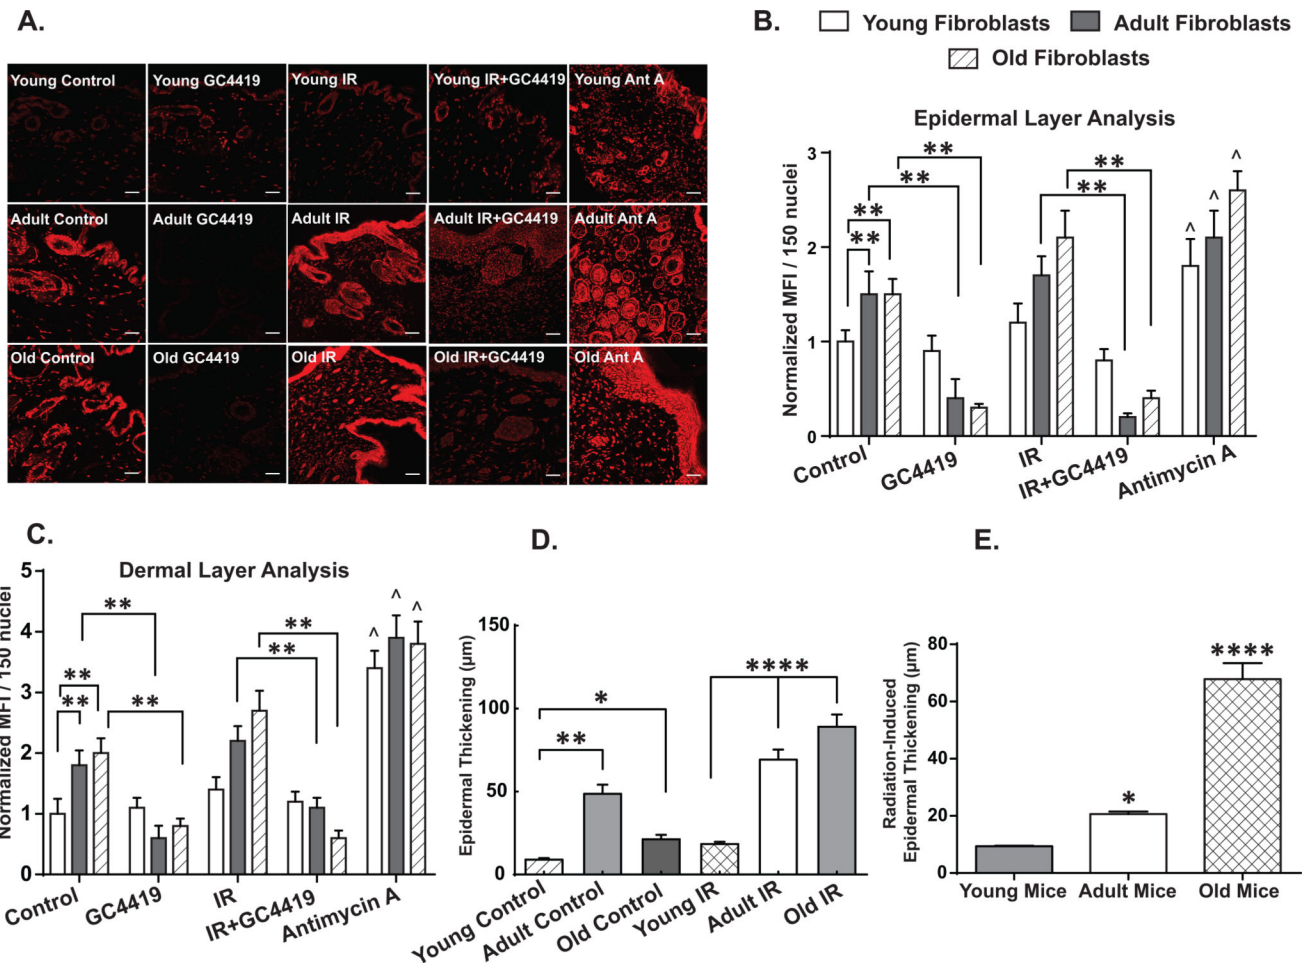 A.
Young Control
Young GC4419
Young IR
Young IR+GC4419
Young Ant A
Adult Control
Adult GC4419
Adult IR
Adult IR+GC4419
Adult Ant A
Old Control
Old GC4419
Old IR
Old IR+GC4419
Old Ant A
B.
Young Fibroblasts
Adult Fibroblasts
Old Fibroblasts
Epidermal Layer Analysis
Normalized MFI / 150 nuclei
3
2
1
0
**
**
**
**
**
**
^
^
^
Control
GC4419
IR
IR+GC4419
Antimycin A
C.
Dermal Layer Analysis
Normalized MFI / 150 nuclei
5
4
3
2
1
0
**
**
**
**
**
**
^
^
^
Control
GC4419
IR
IR+GC4419
Antimycin A
D.
Epidermal Thickening (μm)
150
100
50
0
**
*
****
Young Control
Adult Control
Old Control
Young IR
Adult IR
Old IR
E.
Radiation-Induced
Epidermal Thickening (μm)
80
60
40
20
0
*
****
Young Mice
Adult Mice
Old Mice